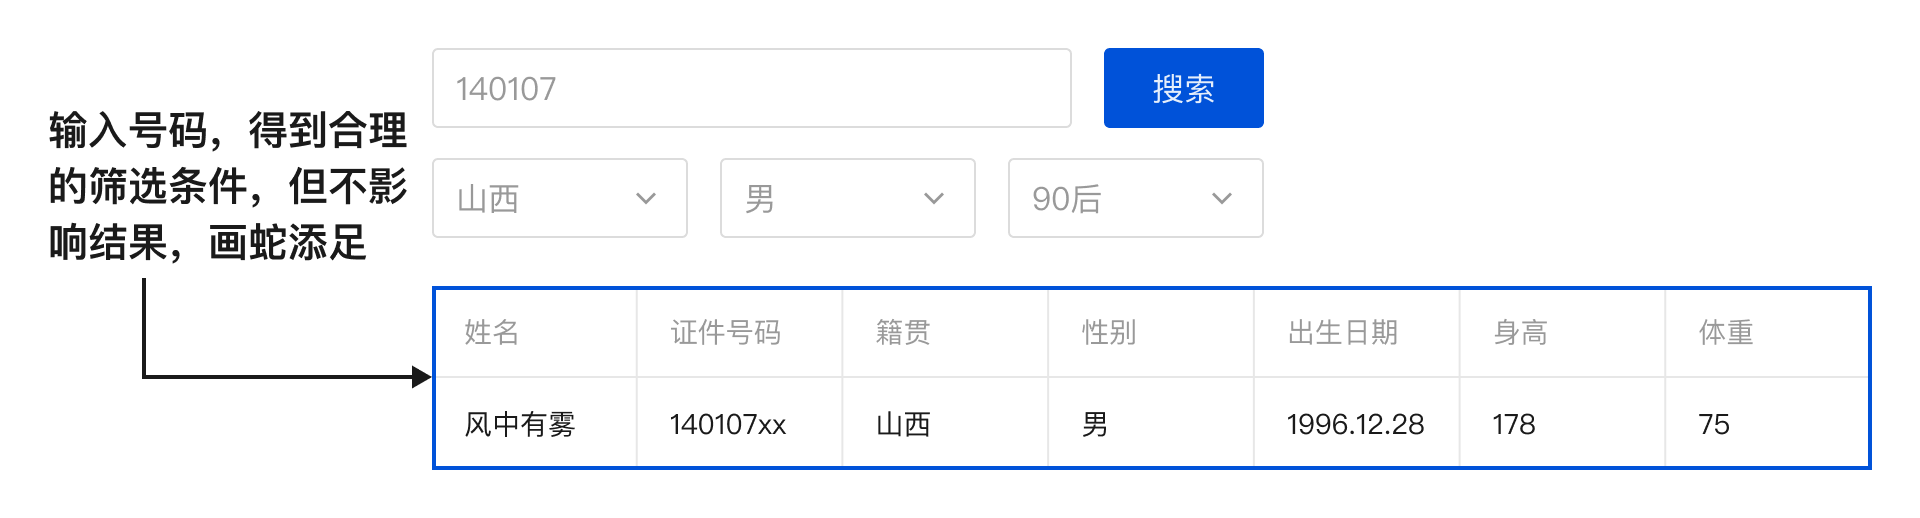 输入号码，得到合理
的筛选条件，但不影
响结果，画蛇添足
140107
搜索
山西
男
90后
姓名 证件号码 籍贯 性别 出生日期 身高 体重
风中有雾 140107xx 山西 男 1996.12.28 178 75